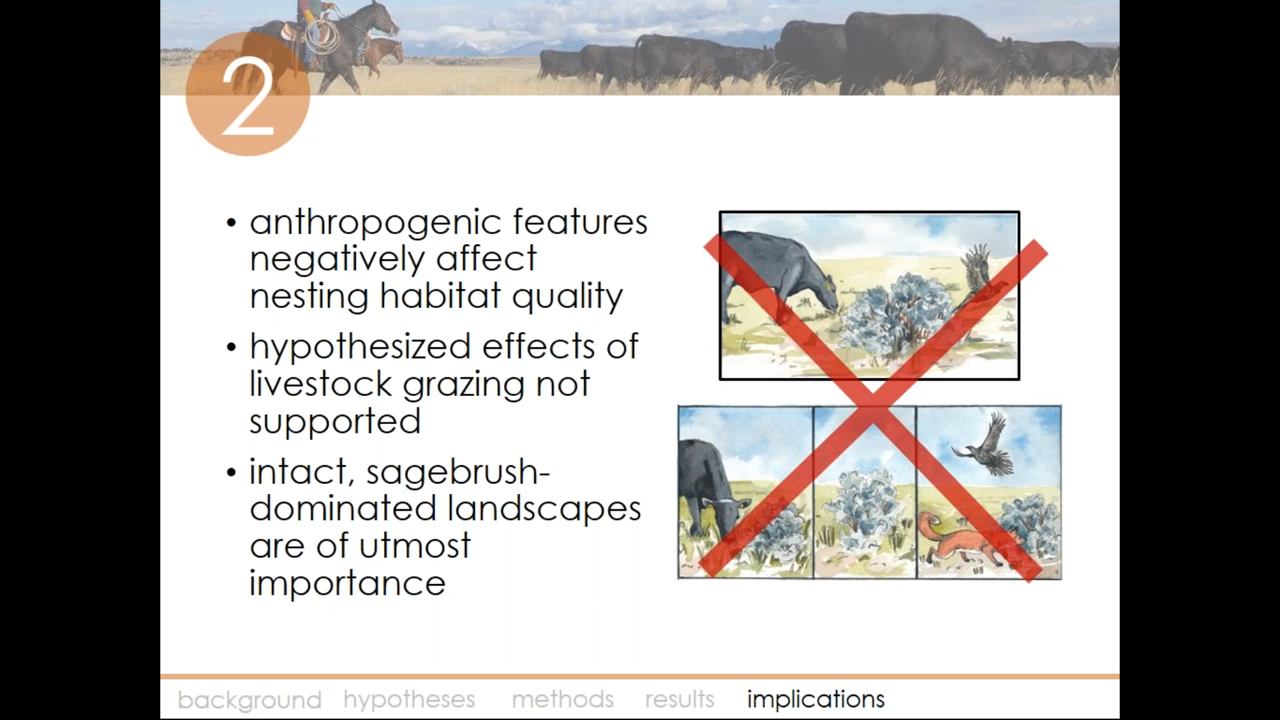 2
• anthropogenic features
negatively affect
nesting habitat quality
• hypothesized effects of
livestock grazing not
supported
• intact, sagebrush-
dominated landscapes
are of utmost
importance
background hypotheses methods results implications